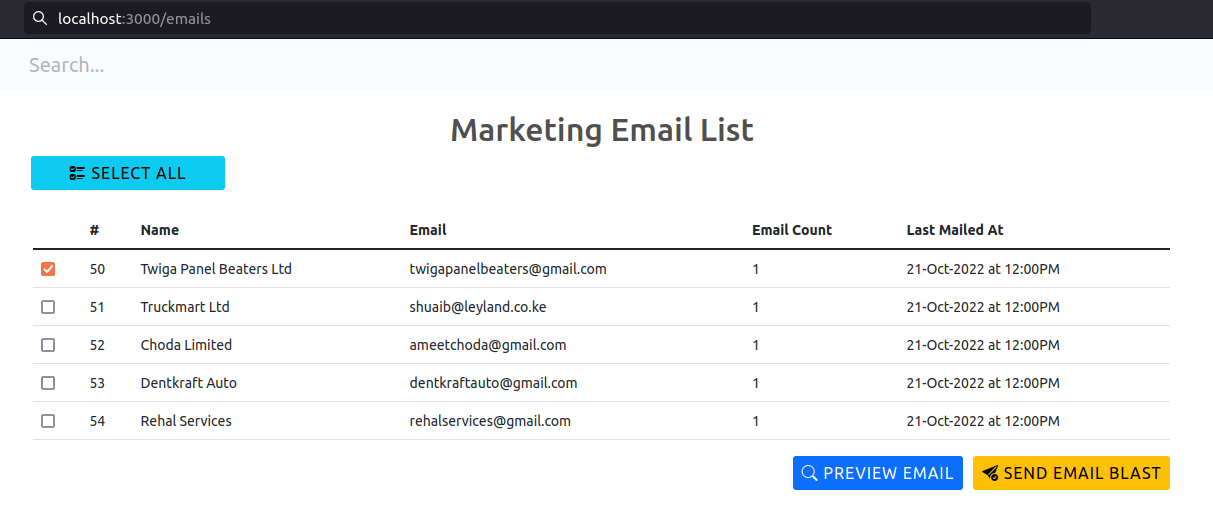 localhost:3000/emails
Search...
Marketing Email List
SELECT ALL
# Name Email Email Count Last Mailed At
50 Twiga Panel Beaters Ltd twigapanelbeaters@gmail.com 1 21-Oct-2022 at 12:00PM
51 Truckmart Ltd shuaib@leyland.co.ke 1 21-Oct-2022 at 12:00PM
52 Choda Limited ameetchoda@gmail.com 1 21-Oct-2022 at 12:00PM
53 Dentkraft Auto dentkraftauto@gmail.com 1 21-Oct-2022 at 12:00PM
54 Rehal Services rehalservices@gmail.com 1 21-Oct-2022 at 12:00PM
PREVIEW EMAIL SEND EMAIL BLAST